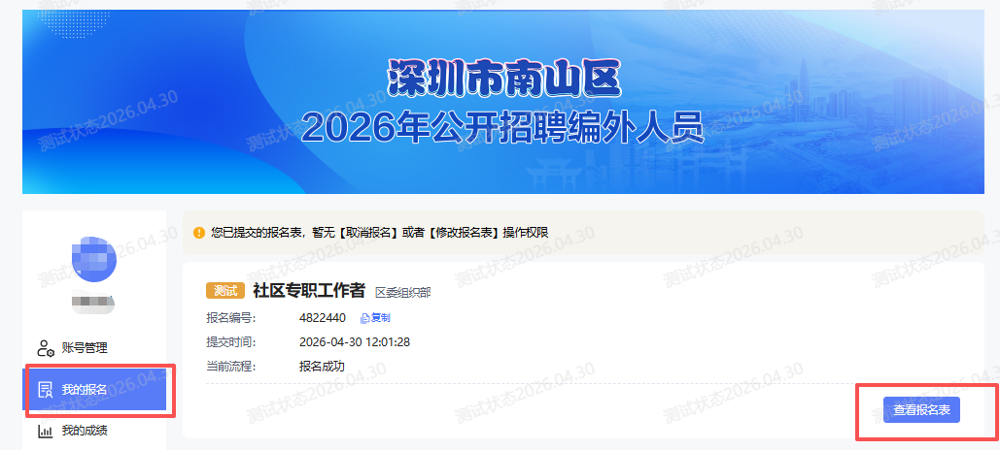 深圳市南山区
2026年公开招聘编外人员
您已提交的报名表，暂无【取消报名】或者【修改报名表】操作权限
测试 社区专职工作者 区委组织部
报名编号： 4822440 复制
提交时间： 2026-04-30 12:01:28
当前流程： 报名成功
查看报名表
账号管理
我的报名
我的成绩
测试状态2026.04.30